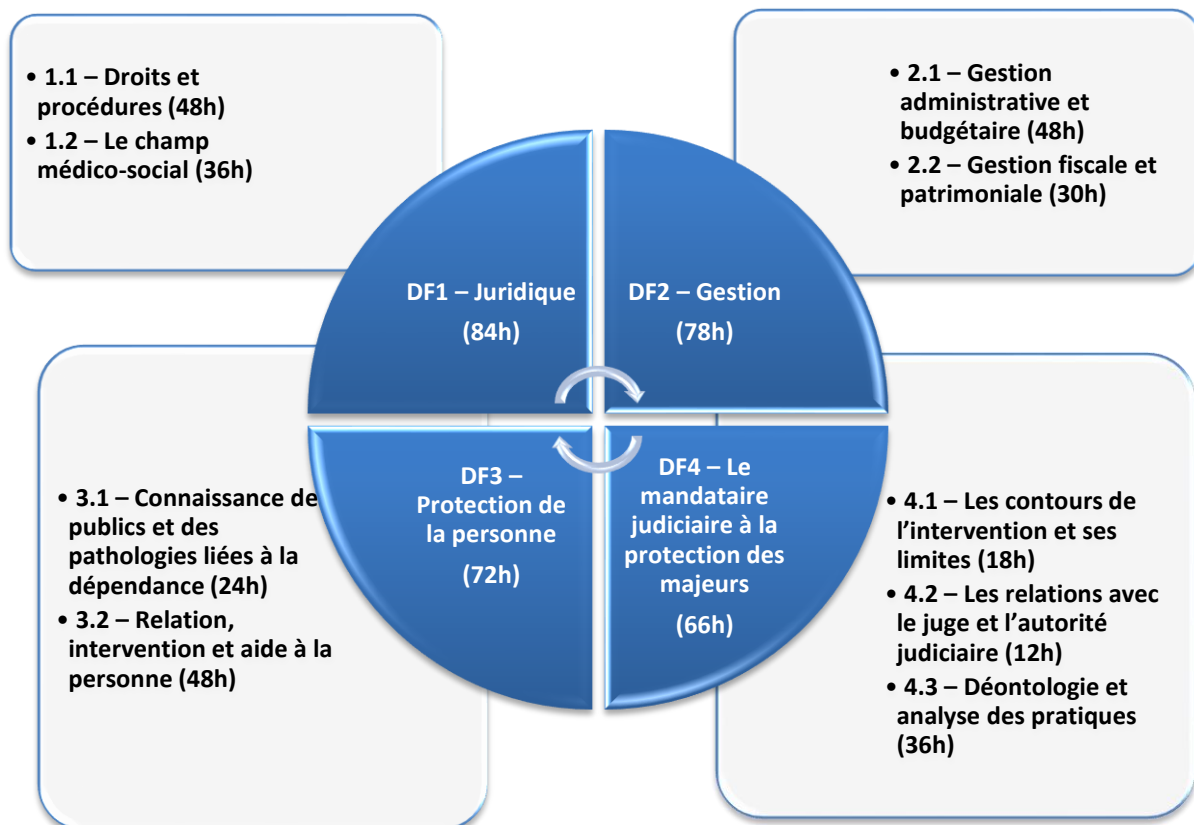 • 1.1 – Droits et
procédures (48h)
• 1.2 – Le champ
médico-social (36h)
• 2.1 – Gestion
administrative et
budgétaire (48h)
• 2.2 – Gestion fiscale et
patrimoniale (30h)
DF1 – Juridique
(84h)
DF2 – Gestion
(78h)
DF3 –
Protection de
la personne
(72h)
DF4 – Le
mandataire
judiciaire à la
protection des
majeurs
(66h)
• 3.1 – Connaissance de
publics et des
pathologies liées à la
dépendance (24h)
• 3.2 – Relation,
intervention et aide à la
personne (48h)
• 4.1 – Les contours de
l’intervention et ses
limites (18h)
• 4.2 – Les relations avec
le juge et l’autorité
judiciaire (12h)
• 4.3 – Déontologie et
analyse des pratiques
(36h)